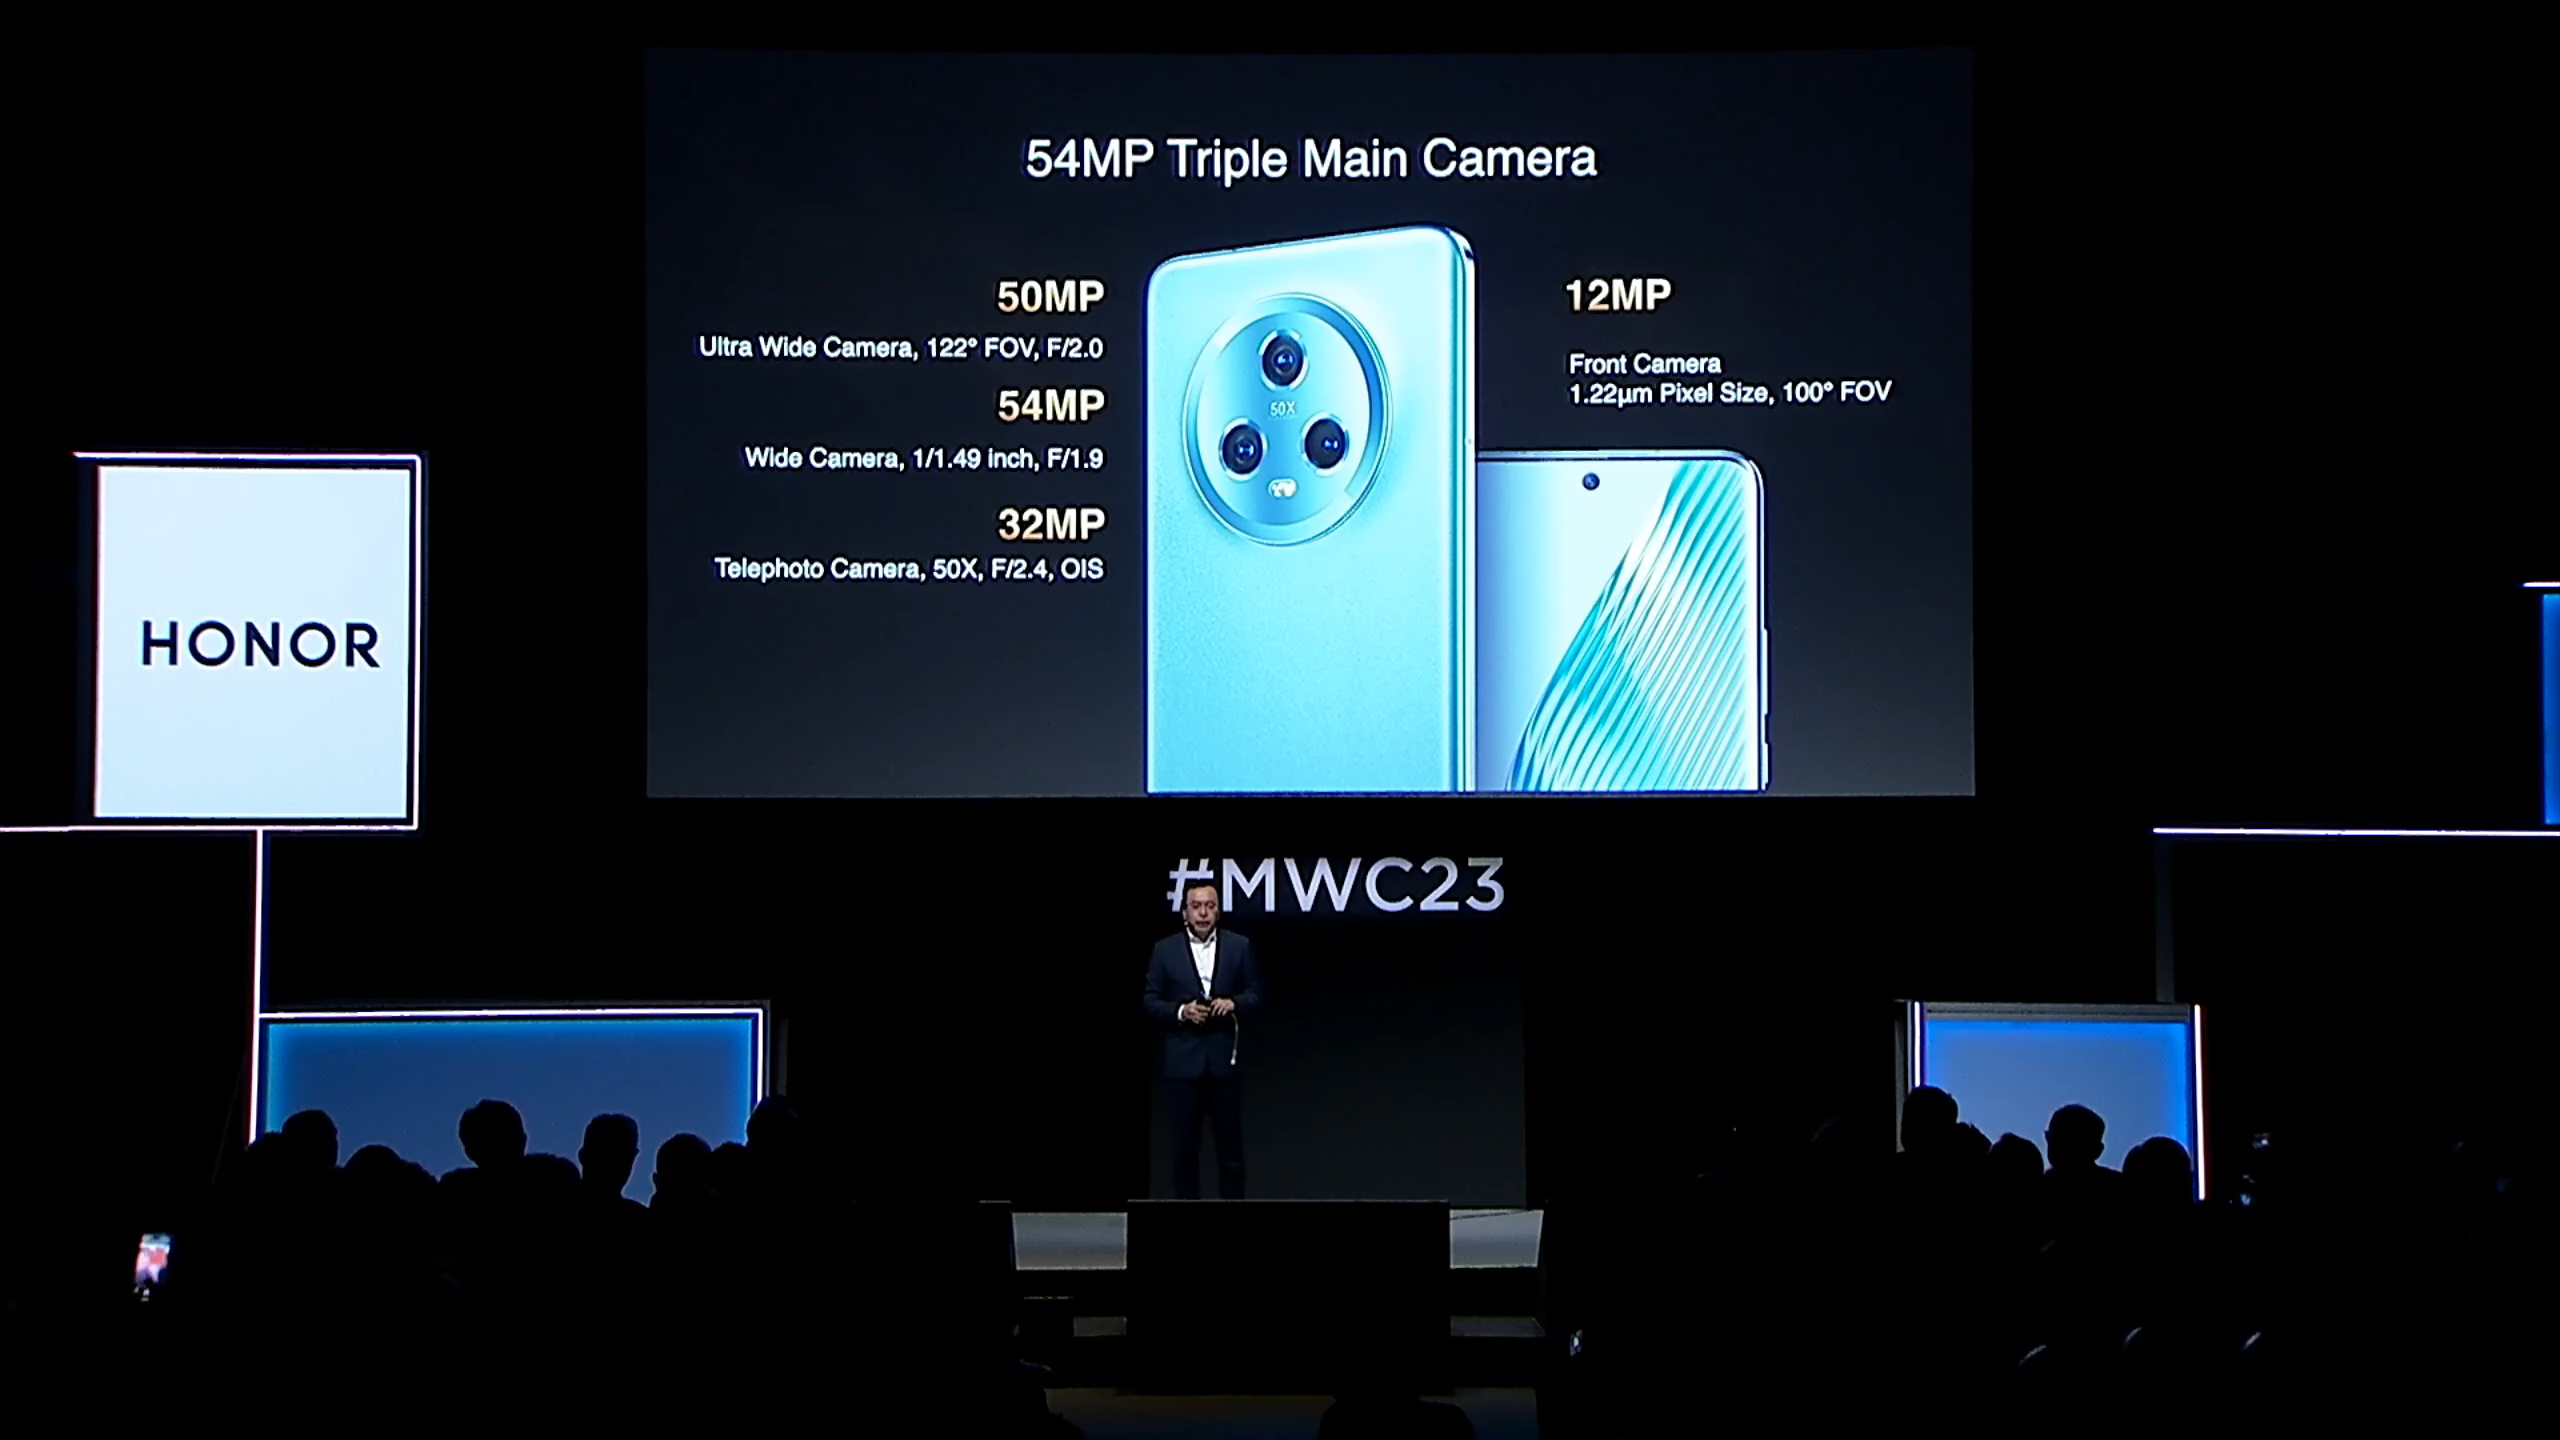 54MP Triple Main Camera
50MP
Ultra Wide Camera, 122° FOV, F/2.0
54MP
Wide Camera, 1/1.49 inch, F/1.9
32MP
Telephoto Camera, 50X, F/2.4, OIS
50X
12MP
Front Camera
1.22μm Pixel Size, 100° FOV
HONOR
#MWC23